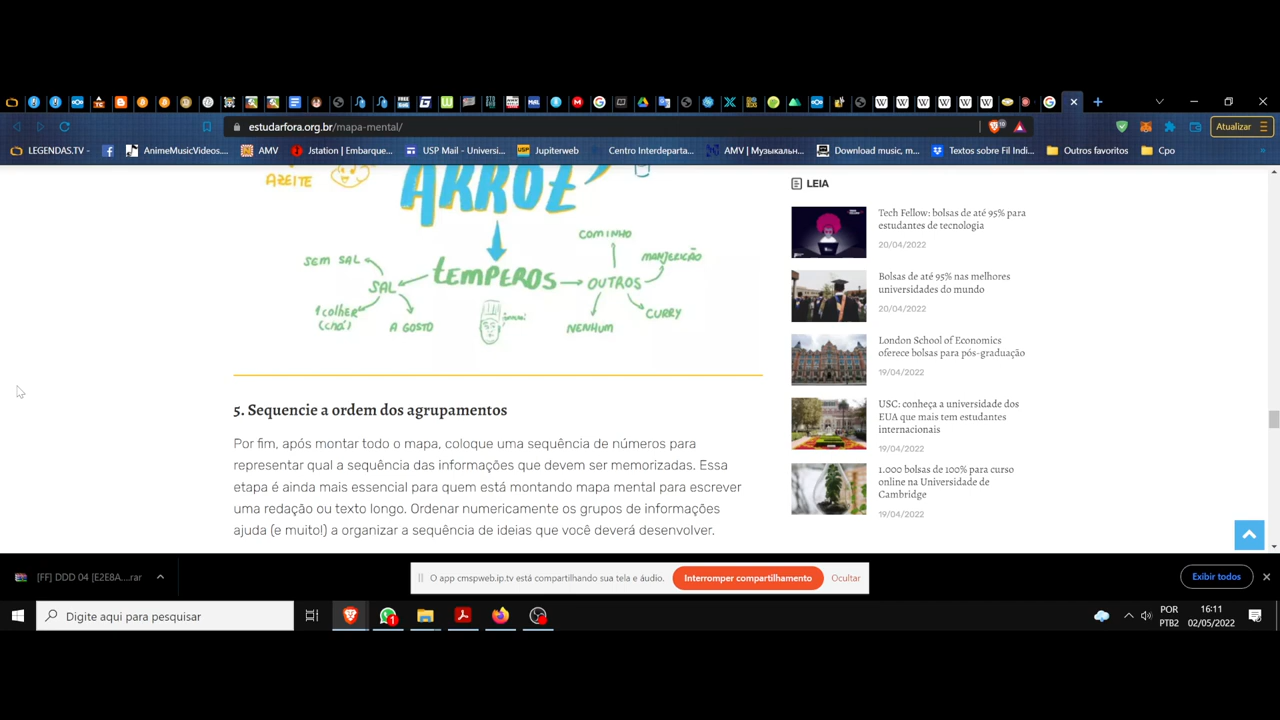 estudarfora.org.br/mapa-mental/
Atualizar
LEGENDAS.TV -
AnimeMusicVideos...
AMV
Jstation | Embarque...
USP Mail - Universi...
Jupiterweb
Centro Interdeparta...
AMV | Музыкальн...
Download music, m...
Textos sobre Fil Indi...
Outros favoritos
Cpo
AZEITE
ARROZ
TEMPEROS
SAL
SEM SAL
1 COLHER
(CHÁ)
A GOSTO
OUTROS
COMINHO
MANJERICÃO
CURRY
NENHUM
5. Sequencie a ordem dos agrupamentos
Por fim, após montar todo o mapa, coloque uma sequência de números para
representar qual a sequência das informações que devem ser memorizadas. Essa
etapa é ainda mais essencial para quem está montando mapa mental para escrever
uma redação ou texto longo. Ordenar numericamente os grupos de informações
ajuda (e muito!) a organizar a sequência de ideias que você deverá desenvolver.
LEIA
Tech Fellow: bolsas de até 95% para
estudantes de tecnologia
20/04/2022
Bolsas de até 95% nas melhores
universidades do mundo
20/04/2022
London School of Economics
oferece bolsas para pós-graduação
19/04/2022
USC: conheça a universidade dos
EUA que mais tem estudantes
internacionais
19/04/2022
1.000 bolsas de 100% para curso
online na Universidade de
Cambridge
19/04/2022
[FF] DDD 04 [E2E8A....rar
O app cmspweb.ip.tv está compartilhando sua tela e áudio.
Interromper compartilhamento
Ocultar
Exibir todos
Digite aqui para pesquisar
POR
PTB2
16:11
02/05/2022